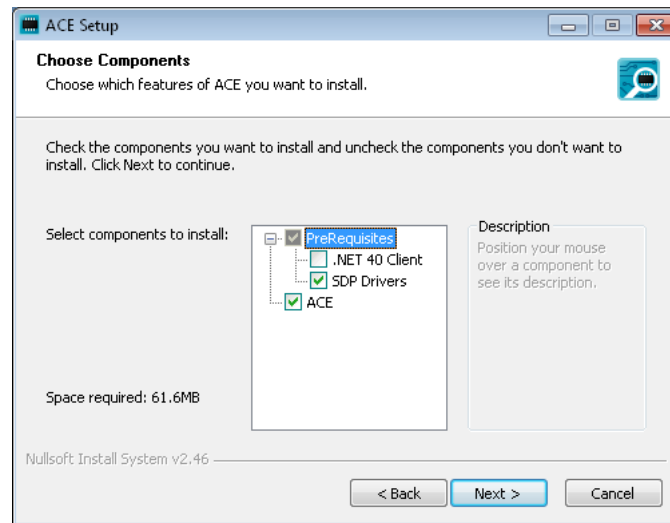 ACE Setup
Choose Components
Choose which features of ACE you want to install.
Check the components you want to install and uncheck the components you don't want to
install. Click Next to continue.
Select components to install:
PreRequisites
.NET 40 Client
SDP Drivers
ACE
Description
Position your mouse
over a component to
see its description.
Space required: 61.6MB
Nullsoft Install System v2.46
< Back
Next >
Cancel